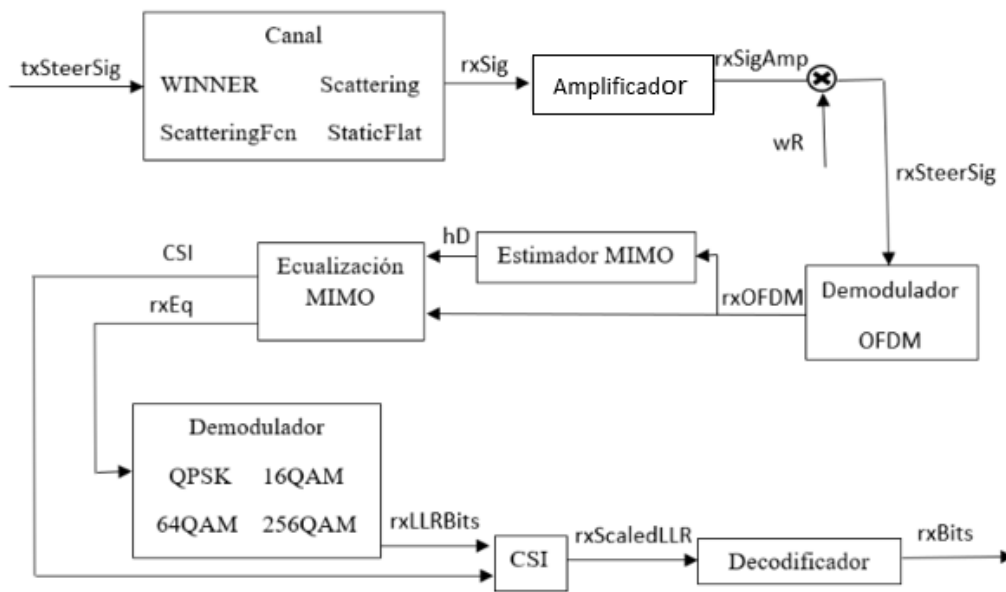 Canal
txSteerSig
WINNER Scattering
ScatteringFcn StaticFlat
rxSig
Amplificador
rxSigAmp
wR
rxSteerSig
CSI
rxEq
Ecualización
MIMO
hD
Estimador MIMO
rxOFDM
Demodulador
OFDM
Demodulador
QPSK 16QAM
64QAM 256QAM
rxLLRBits
CSI
rxScaledLLR
Decodificador
rxBits